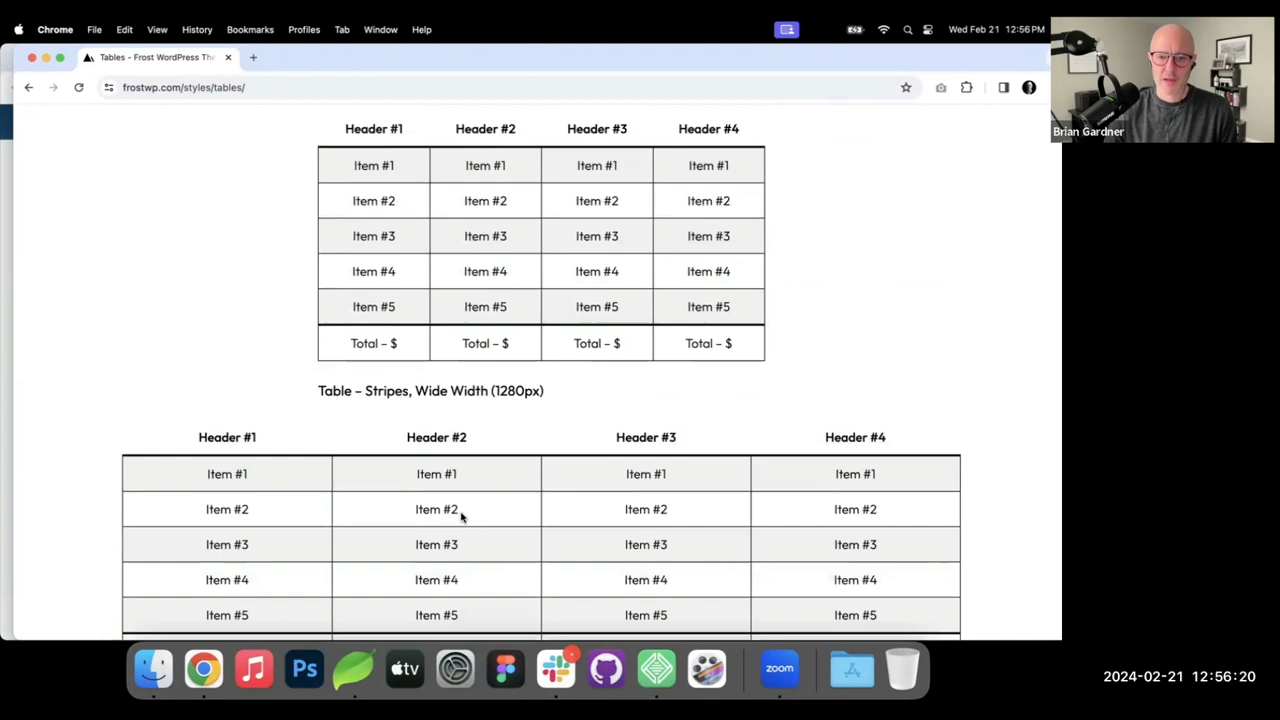 Chrome File Edit View History Bookmarks Profiles Tab Window Help Wed Feb 21 12:56 PM
Tables - Frost WordPress The
frostwp.com/styles/tables/
Brian Gardner
Header #1 Header #2 Header #3 Header #4
Item #1 Item #1 Item #1 Item #1
Item #2 Item #2 Item #2 Item #2
Item #3 Item #3 Item #3 Item #3
Item #4 Item #4 Item #4 Item #4
Item #5 Item #5 Item #5 Item #5
Total – $ Total – $ Total – $ Total – $
Table – Stripes, Wide Width (1280px)
Header #1 Header #2 Header #3 Header #4
Item #1 Item #1 Item #1 Item #1
Item #2 Item #2 Item #2 Item #2
Item #3 Item #3 Item #3 Item #3
Item #4 Item #4 Item #4 Item #4
Item #5 Item #5 Item #5 Item #5
Ps tv zoom
2024-02-21 12:56:20